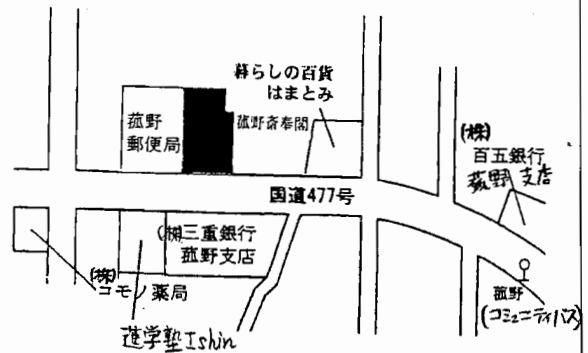 暮らしの百貨
はまとみ
菰野
郵便局
菰野斎奉閣
(株)
百五銀行
菰野支店
国道477号
(株)三重銀行
菰野支店
(株)
コモノ薬局
進学塾Ishin
菰野
(コミュニティバス)